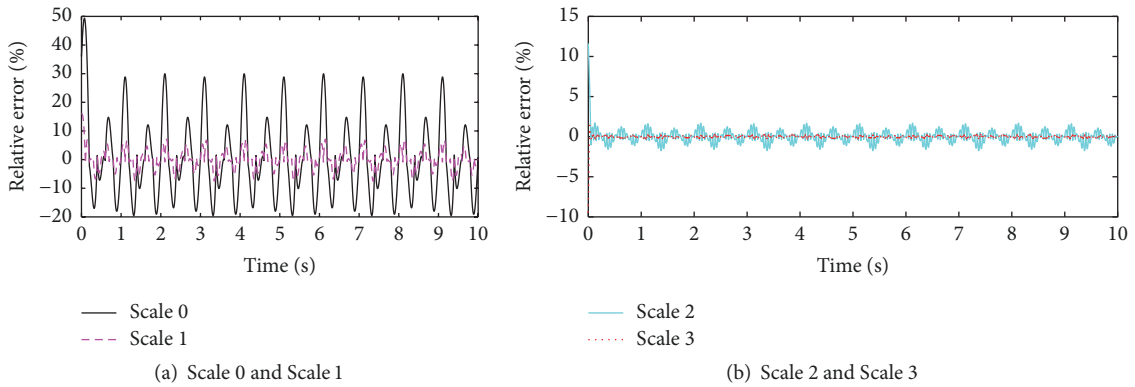 Relative error (%)
50
40
30
20
10
0
−10
−20
0 1 2 3 4 5 6 7 8 9 10
Time (s)
Scale 0
Scale 1
(a) Scale 0 and Scale 1
Relative error (%)
15
10
5
0
−5
−10
0 1 2 3 4 5 6 7 8 9 10
Time (s)
Scale 2
Scale 3
(b) Scale 2 and Scale 3